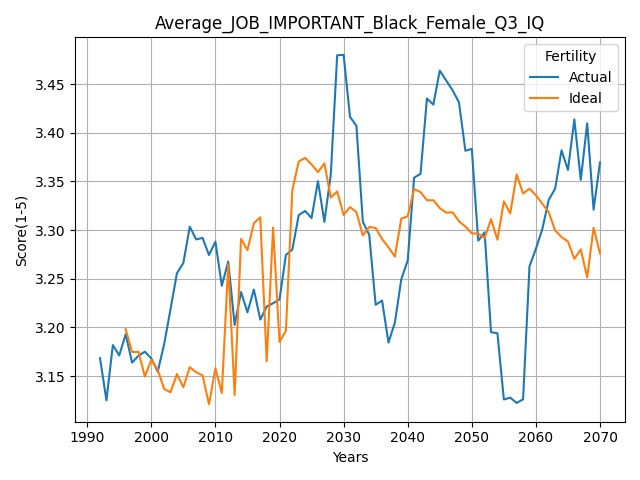 Average_JOB_IMPORTANT_Black_Female_Q3_IQ
Fertility
Actual
Ideal
Score(1-5)
3.45
3.40
3.35
3.30
3.25
3.20
3.15
1990 2000 2010 2020 2030 2040 2050 2060 2070
Years